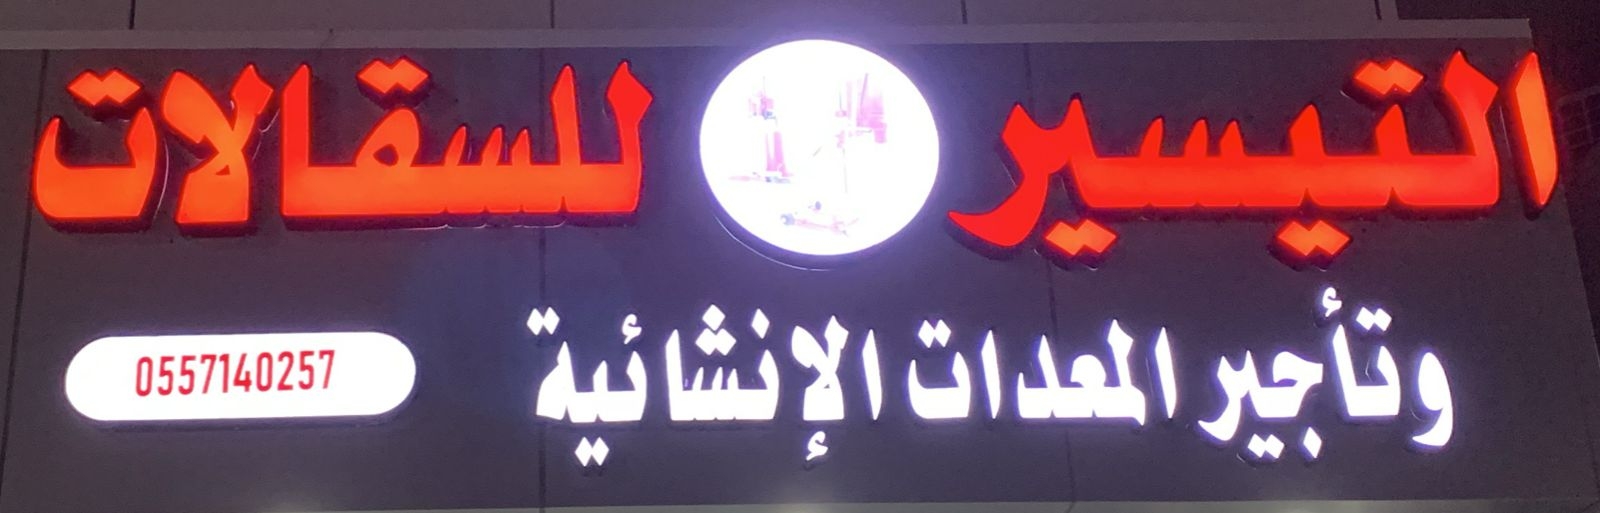 التيسير للسقالات
وتأجير المعدات الإنشائية
0557140257